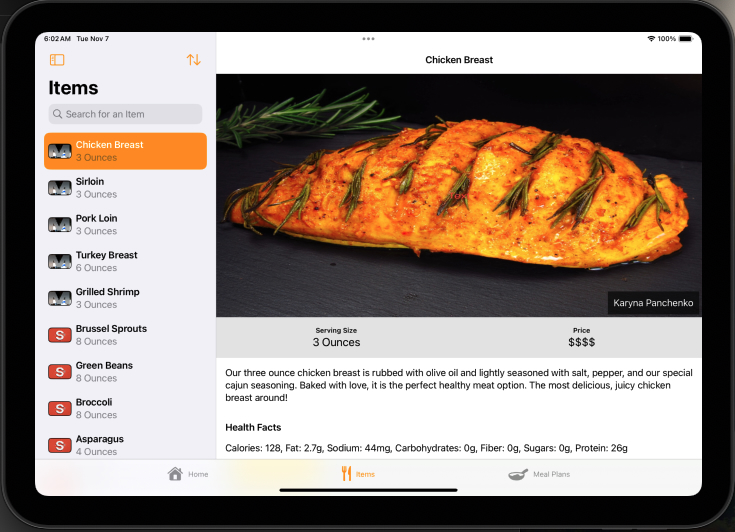 6:02 AM Tue Nov 7
100%
Items
Search for an Item
Chicken Breast
3 Ounces
Sirloin
3 Ounces
Pork Loin
3 Ounces
Turkey Breast
6 Ounces
Grilled Shrimp
3 Ounces
S
Brussel Sprouts
8 Ounces
S
Green Beans
8 Ounces
S
Broccoli
8 Ounces
S
Asparagus
4 Ounces
Chicken Breast
Karyna Panchenko
Serving Size
3 Ounces
Price
$$$$
Our three ounce chicken breast is rubbed with olive oil and lightly seasoned with salt, pepper, and our special
cajun seasoning. Baked with love, it is the perfect healthy meat option. The most delicious, juicy chicken
breast around!
Health Facts
Calories: 128, Fat: 2.7g, Sodium: 44mg, Carbohydrates: 0g, Fiber: 0g, Sugars: 0g, Protein: 26g
Home
Items
Meal Plans